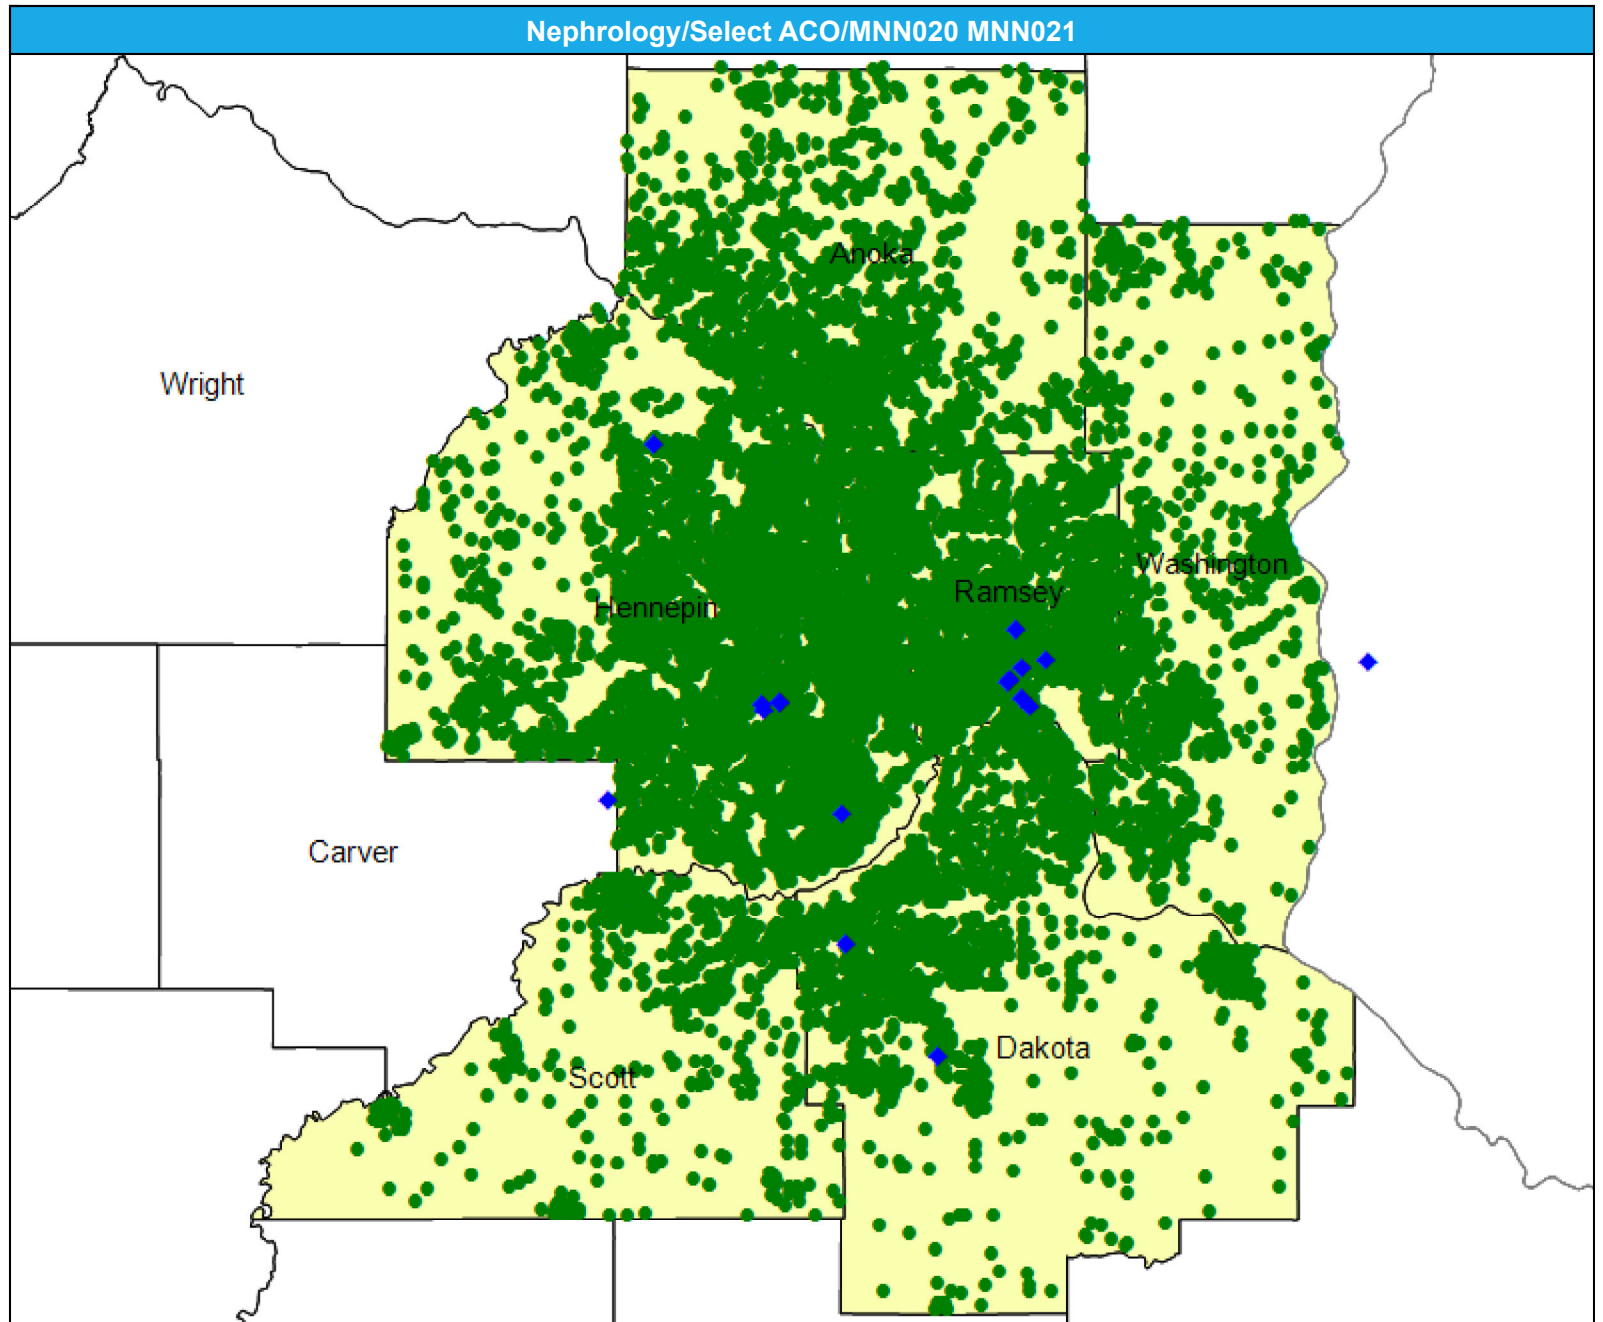 Nephrology/Select ACO/MNN020 MNN021
Anoka
Wright
Washington
Ramsey
Hennepin
Carver
Dakota
Scott